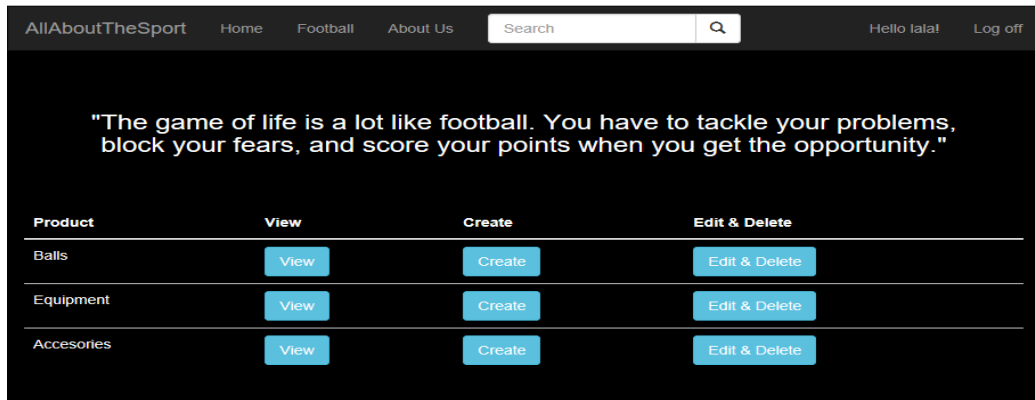 AllAboutTheSport Home Football About Us Search Hello lala! Log off
"The game of life is a lot like football. You have to tackle your problems,
block your fears, and score your points when you get the opportunity."
Product View Create Edit & Delete
Balls View Create Edit & Delete
Equipment View Create Edit & Delete
Accesories View Create Edit & Delete